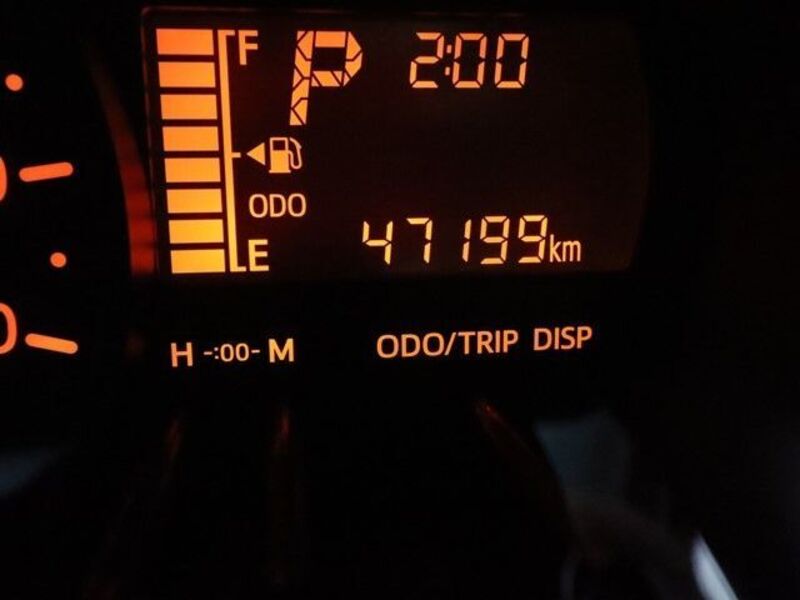 F P 2:00
ODO
E 47199km
H -:00- M ODO/TRIP DISP